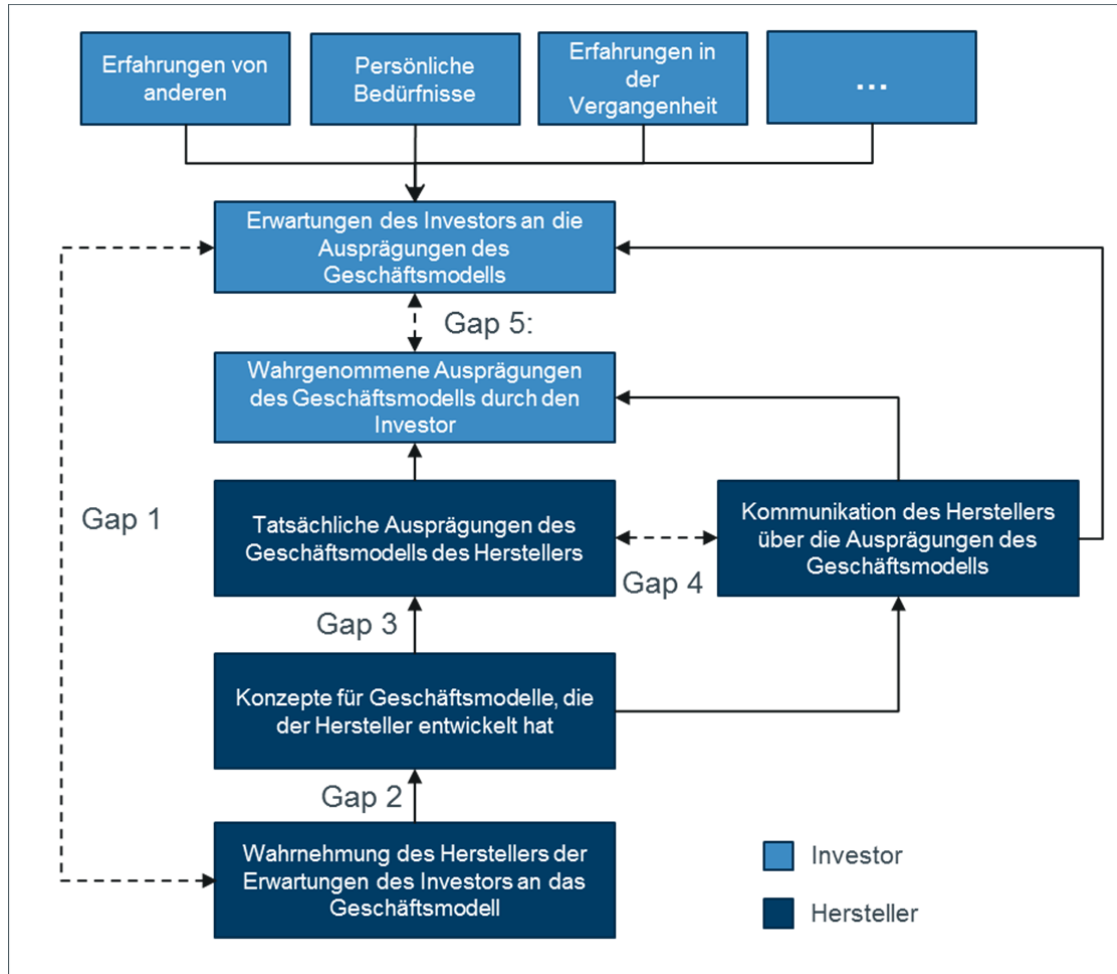 Erfahrungen von
anderen
Persönliche
Bedürfnisse
Erfahrungen in
der
Vergangenheit
...
Erwartungen des Investors an die
Ausprägungen des
Geschäftsmodells
Gap 5:
Wahrgenommene Ausprägungen
des Geschäftsmodells durch den
Investor
Gap 1
Tatsächliche Ausprägungen des
Geschäftsmodells des Herstellers
Kommunikation des Herstellers
über die Ausprägungen des
Geschäftsmodells
Gap 4
Gap 3
Konzepte für Geschäftsmodelle, die
der Hersteller entwickelt hat
Gap 2
Wahrnehmung des Herstellers der
Erwartungen des Investors an das
Geschäftsmodell
Investor
Hersteller